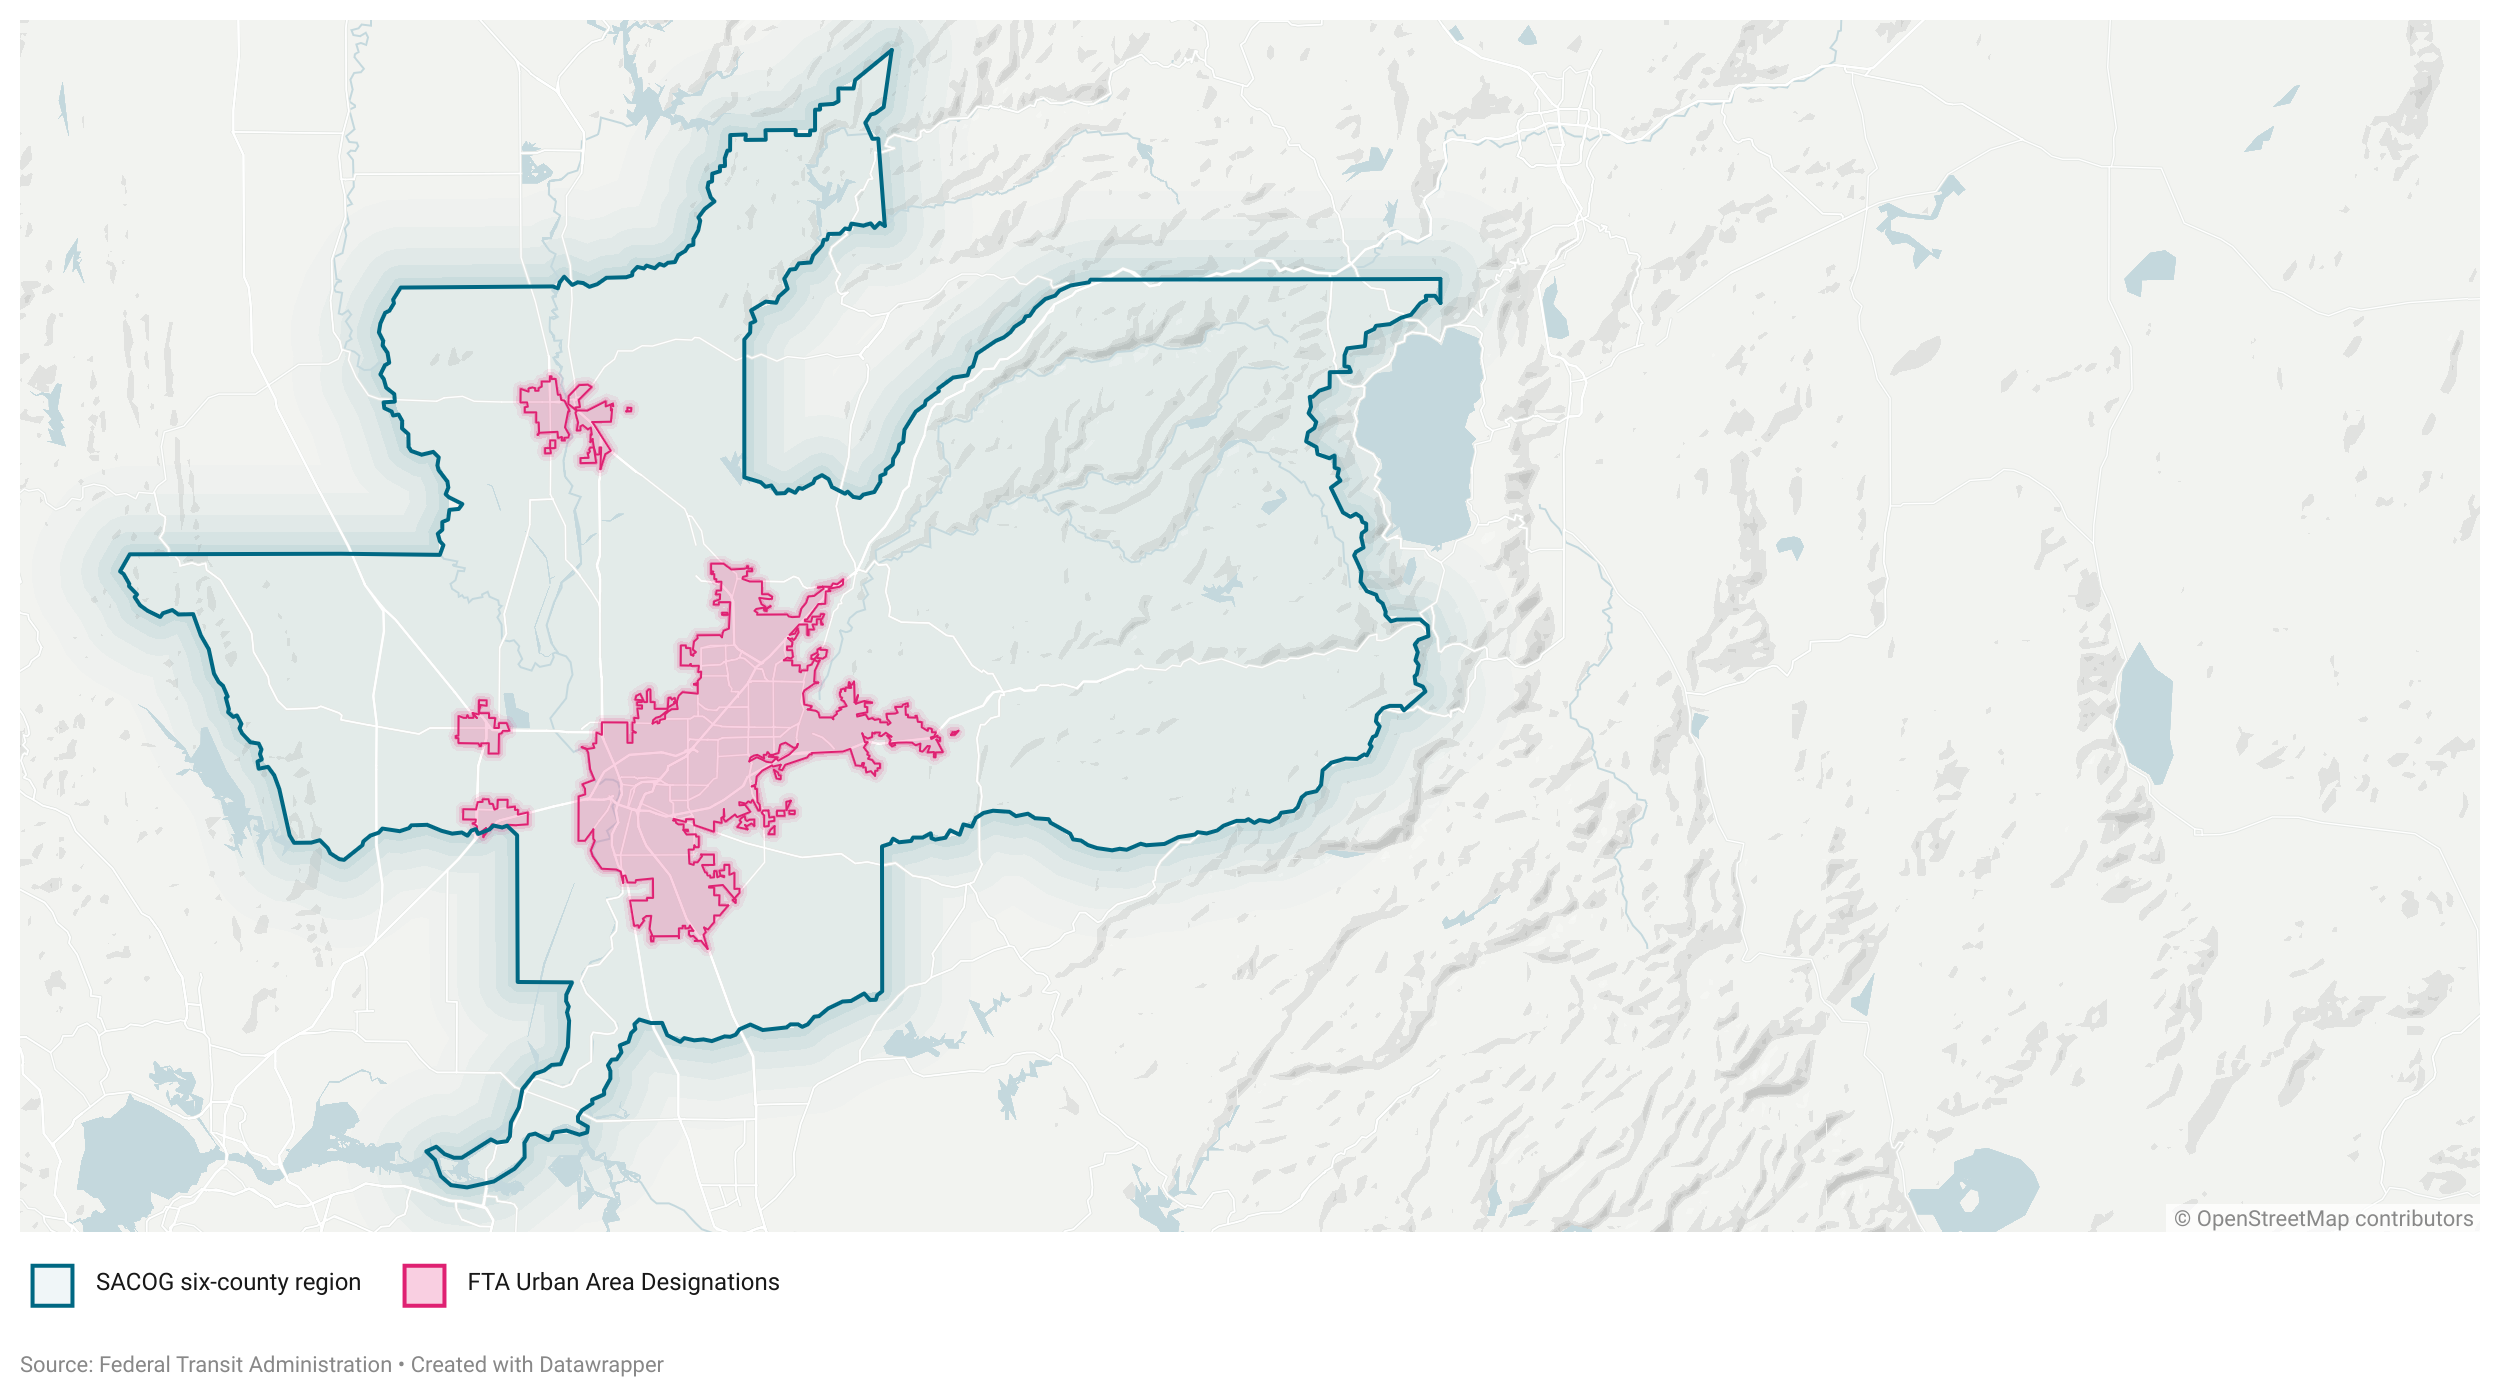 © OpenStreetMap contributors
SACOG six-county region
FTA Urban Area Designations
Source: Federal Transit Administration • Created with Datawrapper